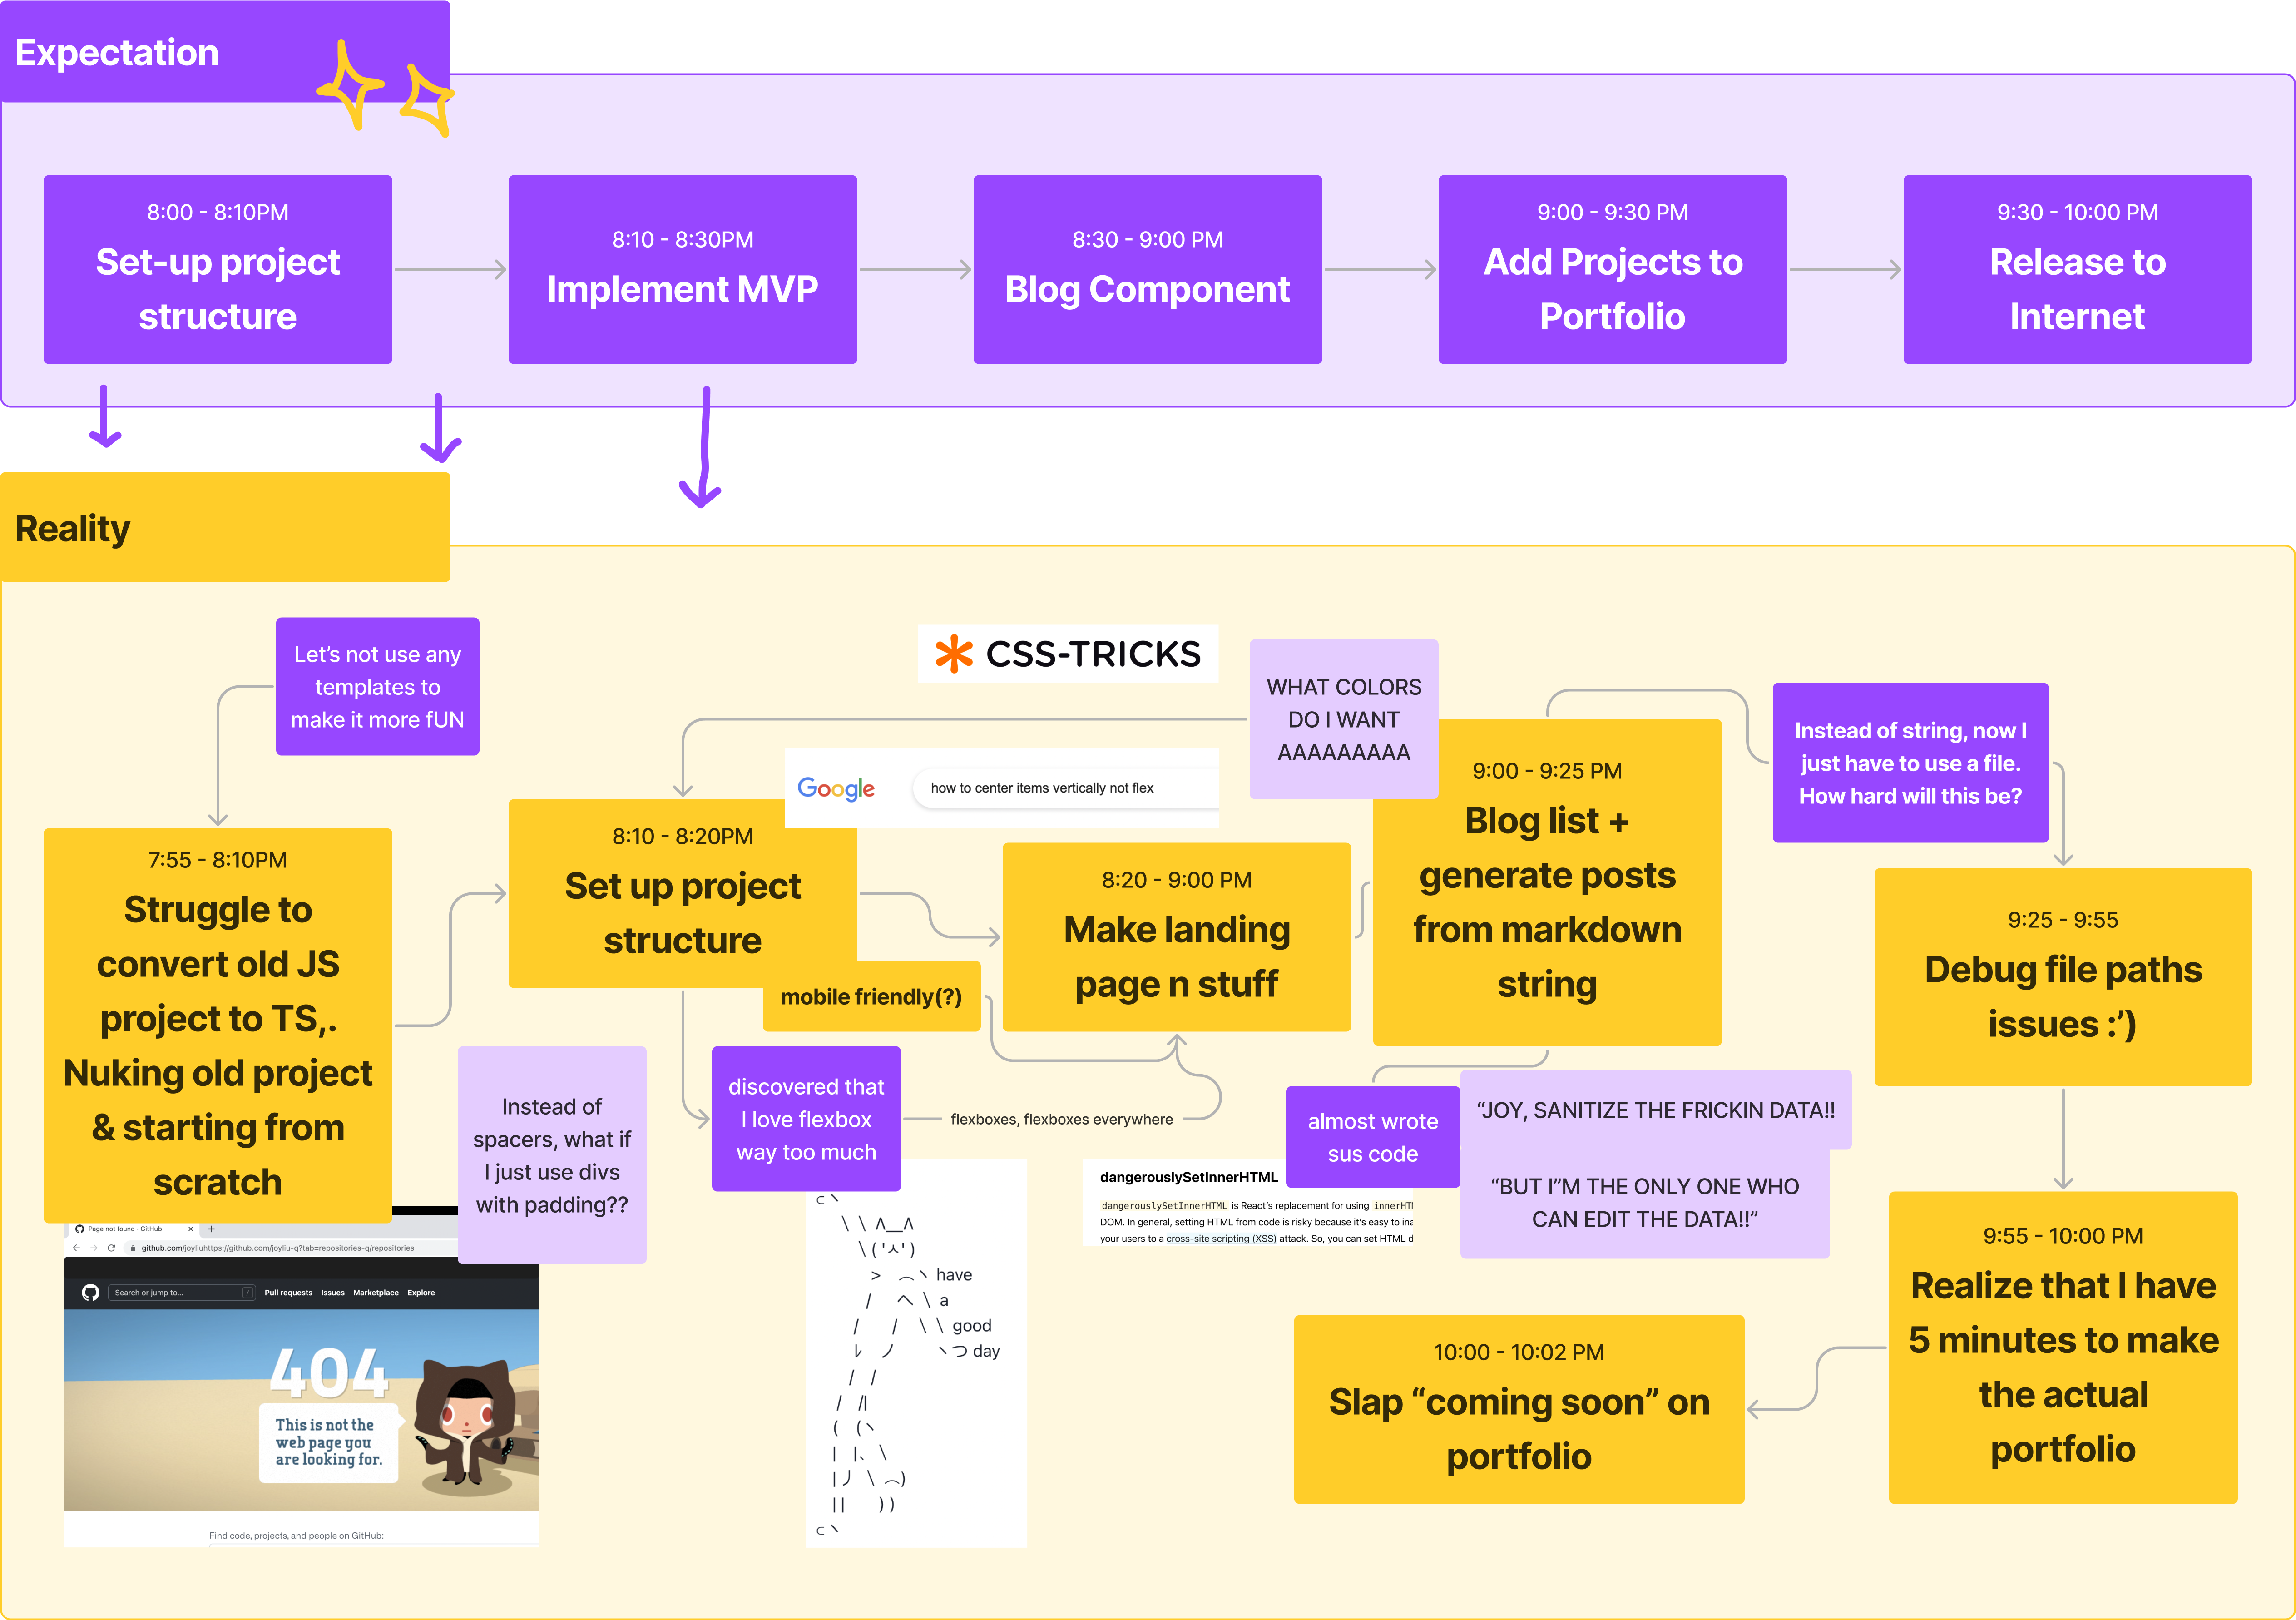 Expectation
8:00 - 8:10PM
Set-up project
structure
8:10 - 8:30PM
Implement MVP
8:30 - 9:00 PM
Blog Component
9:00 - 9:30 PM
Add Projects to
Portfolio
9:30 - 10:00 PM
Release to
Internet
Reality
Let’s not use any
templates to
make it more fUN
7:55 - 8:10PM
Struggle to
convert old JS
project to TS,.
Nuking old project
& starting from
scratch
Page not found · GitHub
github.com/joyliuhttps://github.com/joyliu-q?tab=repositories-q/repositories
Search or jump to...
/
Pull requests
Issues
Marketplace
Explore
404
This is not the
web page you
are looking for.
Find code, projects, and people on GitHub:
8:10 - 8:20PM
Set up project
structure
mobile friendly(?)
Instead of
spacers, what if
I just use divs
with padding??
discovered that
I love flexbox
way too much
flexboxes, flexboxes everywhere
have
a
good
day
CSS-TRICKS
Google
how to center items vertically not flex
WHAT COLORS
DO I WANT
AAAAAAAAA
8:20 - 9:00 PM
Make landing
page n stuff
9:00 - 9:25 PM
Blog list +
generate posts
from markdown
string
almost wrote
sus code
“JOY, SANITIZE THE FRICKIN DATA!!
“BUT I”M THE ONLY ONE WHO
CAN EDIT THE DATA!!”
dangerouslySetInnerHTML
dangerouslySetInnerHTML is React's replacement for using innerHT
DOM. In general, setting HTML from code is risky because it's easy to ina
your users to a cross-site scripting (XSS) attack. So, you can set HTML d
Instead of string, now I
just have to use a file.
How hard will this be?
9:25 - 9:55
Debug file paths
issues :’)
9:55 - 10:00 PM
Realize that I have
5 minutes to make
the actual
portfolio
10:00 - 10:02 PM
Slap “coming soon” on
portfolio